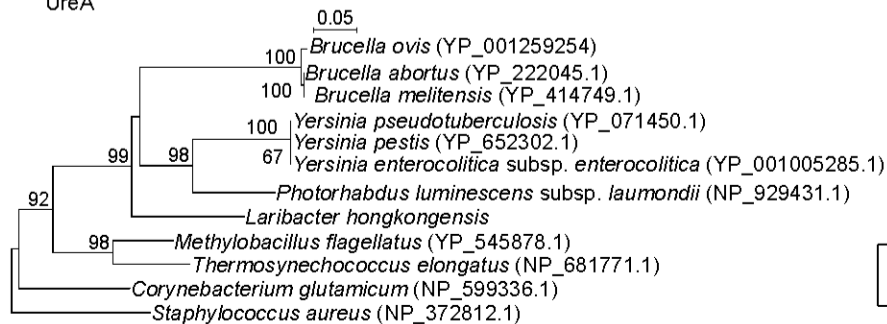 UreA
0.05
100
Brucella ovis (YP_001259254)
Brucella abortus (YP_222045.1)
100
Brucella melitensis (YP_414749.1)
100
Yersinia pseudotuberculosis (YP_071450.1)
Yersinia pestis (YP_652302.1)
67
Yersinia enterocolitica subsp. enterocolitica (YP_001005285.1)
99
98
Photorhabdus luminescens subsp. laumondii (NP_929431.1)
92
Laribacter hongkongensis
98
Methylobacillus flagellatus (YP_545878.1)
Thermosynechococcus elongatus (NP_681771.1)
Corynebacterium glutamicum (NP_599336.1)
Staphylococcus aureus (NP_372812.1)